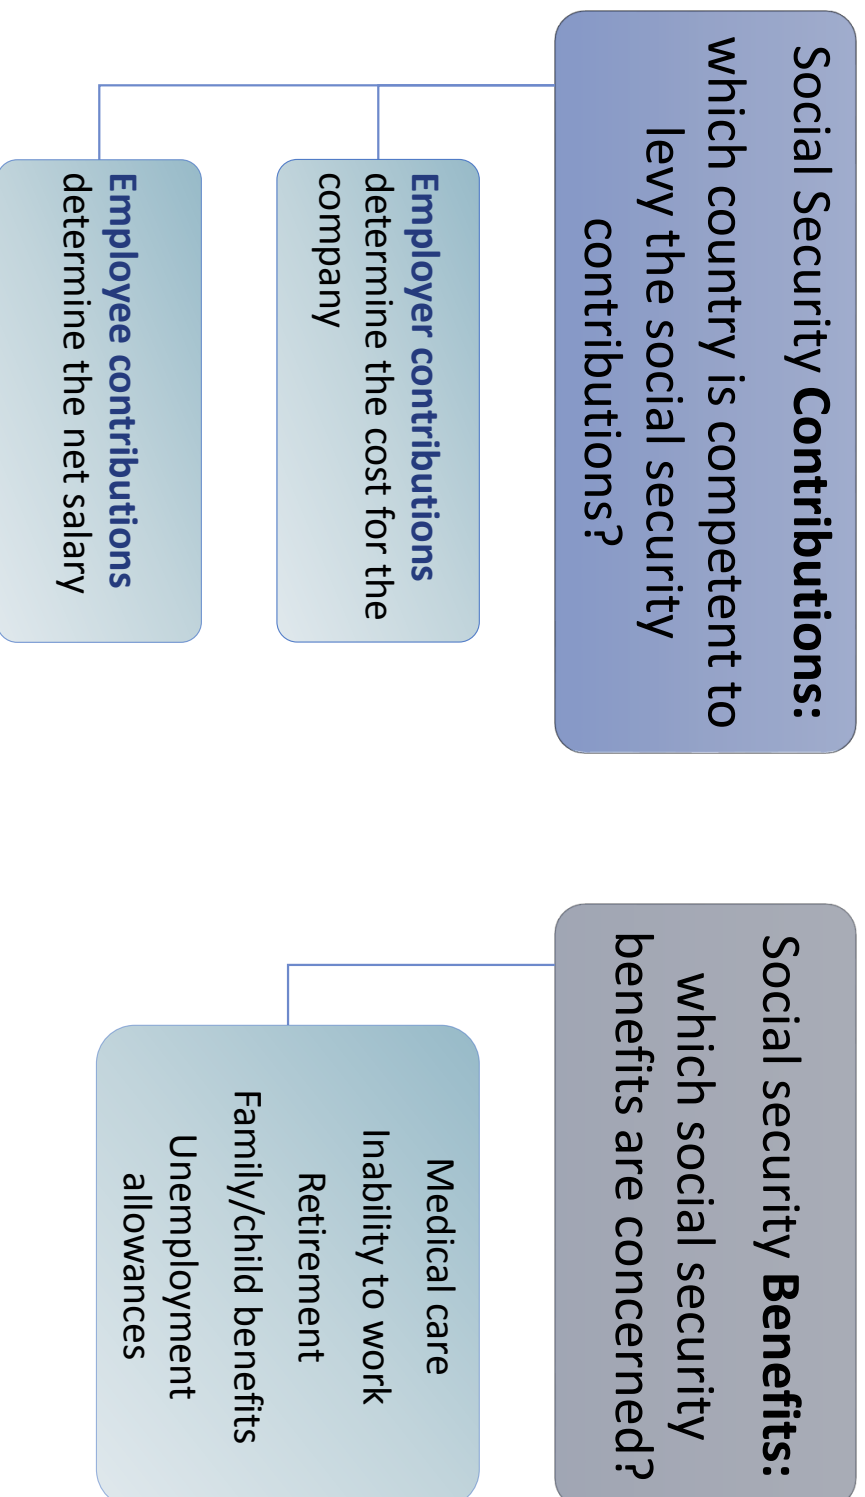 Social Security Contributions:
which country is competent to
levy the social security
contributions?
Employer contributions
determine the cost for the
company
Employee contributions
determine the net salary
Social security Benefits:
which social security
benefits are concerned?
Medical care
Inability to work
Retirement
Family/child benefits
Unemployment
allowances